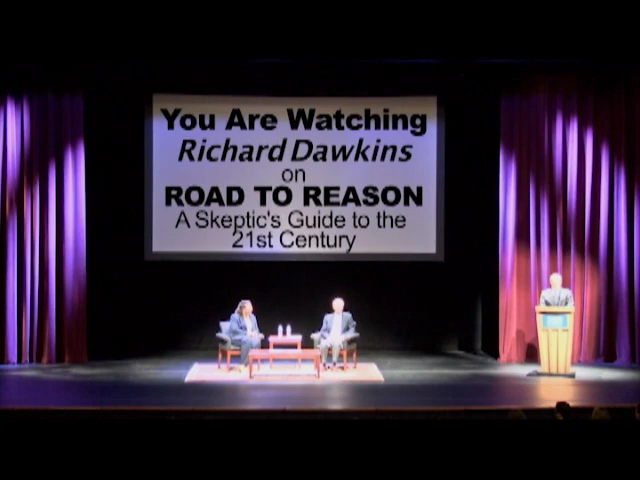 You Are Watching
Richard Dawkins
on
ROAD TO REASON
A Skeptic's Guide to the
21st Century